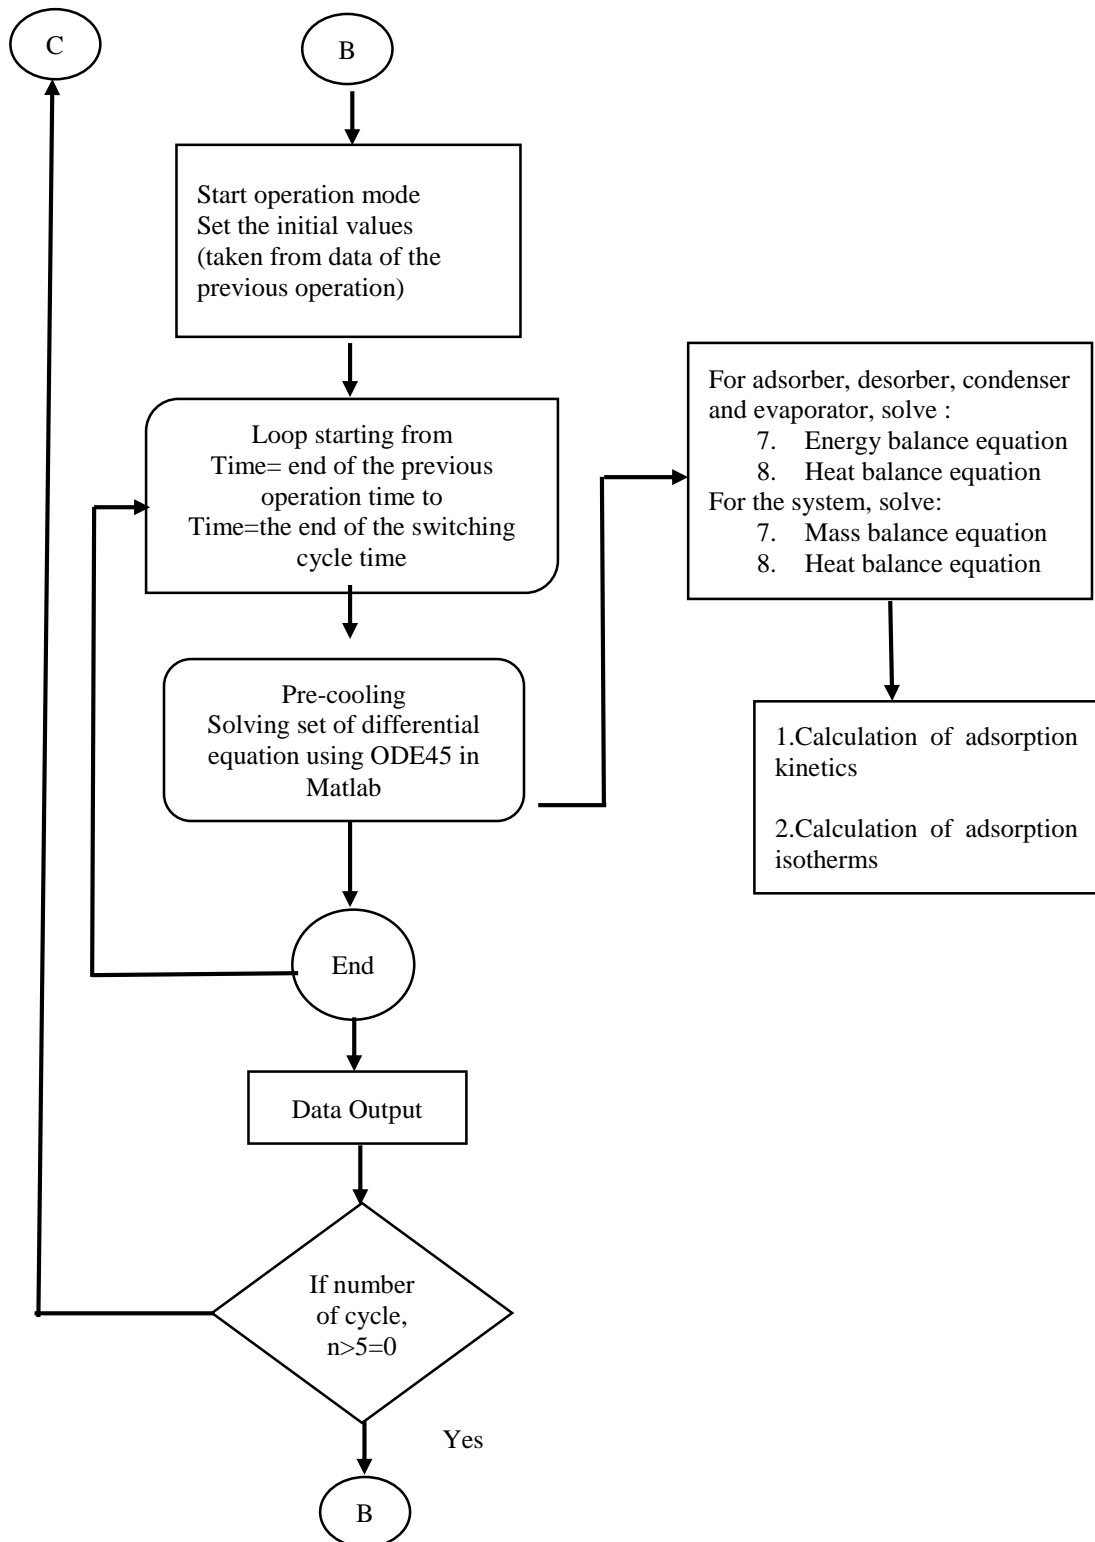 C
B
Start operation mode
Set the initial values
(taken from data of the
previous operation)
Loop starting from
Time= end of the previous
operation time to
Time=the end of the switching
cycle time
For adsorber, desorber, condenser
and evaporator, solve :
7. Energy balance equation
8. Heat balance equation
For the system, solve:
7. Mass balance equation
8. Heat balance equation
Pre-cooling
Solving set of differential
equation using ODE45 in
Matlab
1.Calculation of adsorption
kinetics
2.Calculation of adsorption
isotherms
End
Data Output
If number
of cycle,
n>5=0
Yes
B